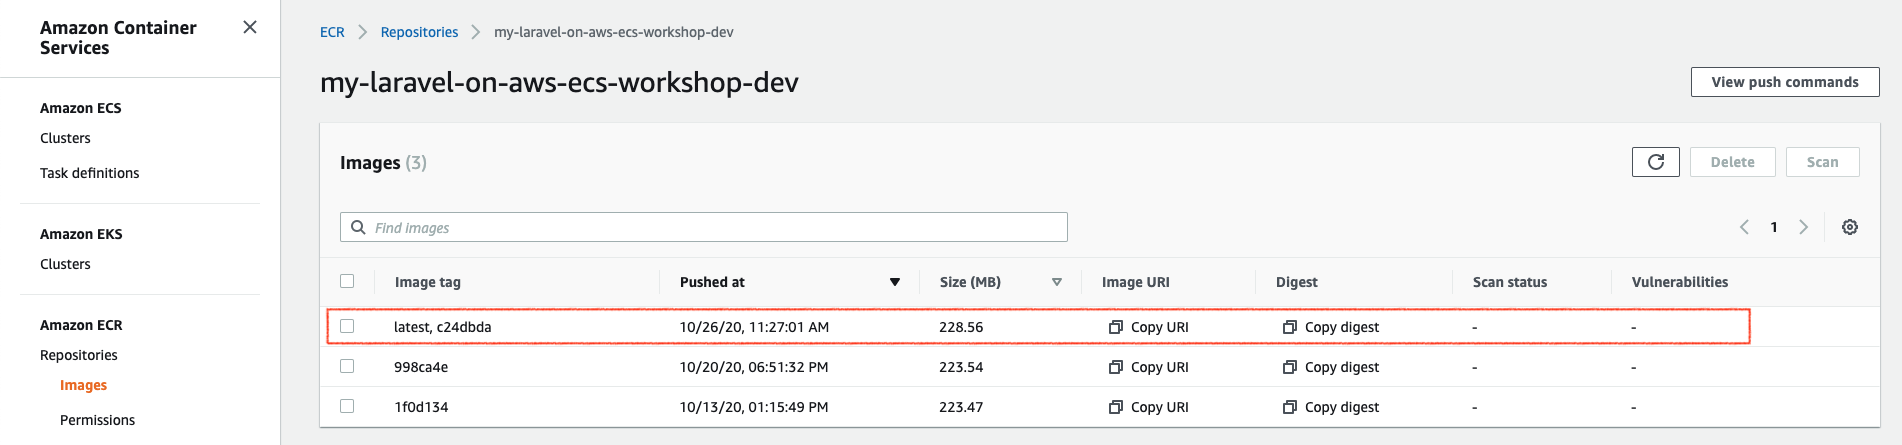 Amazon Container
Services
Amazon ECS
Clusters
Task definitions
Amazon EKS
Clusters
Amazon ECR
Repositories
Images
Permissions
ECR Repositories my-laravel-on-aws-ecs-workshop-dev
my-laravel-on-aws-ecs-workshop-dev View push commands
Images (3) Delete Scan
Find images 1
Image tag Pushed at Size (MB) Image URI Digest Scan status Vulnerabilities
latest, c24dbda 10/26/20, 11:27:01 AM 228.56 Copy URI Copy digest - -
998ca4e 10/20/20, 06:51:32 PM 223.54 Copy URI Copy digest - -
1f0d134 10/13/20, 01:15:49 PM 223.47 Copy URI Copy digest - -